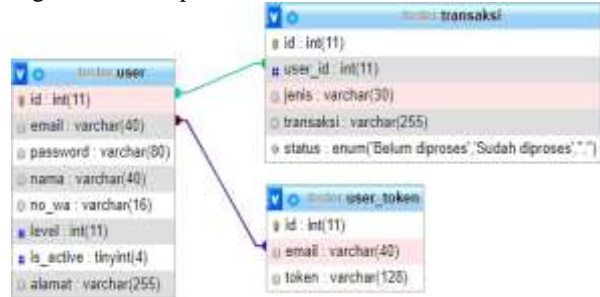 transaksi
id : int(11)
user_id : int(11)
jenis : varchar(30)
transaksi : varchar(255)
status : enum('Belum diproses','Sudah diproses','','')
user
id : int(11)
email : varchar(40)
password : varchar(80)
nama : varchar(40)
no_wa : varchar(16)
level : int(11)
is_active : tinyint(4)
alamat : varchar(255)
user_token
id : int(11)
email : varchar(40)
token : varchar(128)